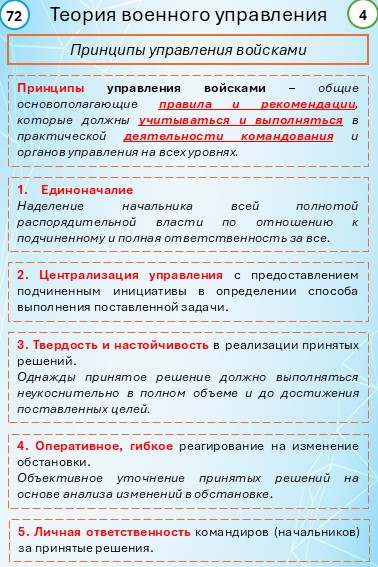 72
Теория военного управления
4
Принципы управления войсками
Принципы управления войсками – общие
основополагающие правила и рекомендации,
которые должны учитываться и выполняться в
практической деятельности командования и
органов управления на всех уровнях.
1. Единоначалие
Наделение начальника всей полнотой
распорядительной власти по отношению к
подчиненному и полная ответственность за все.
2. Централизация управления с предоставлением
подчиненным инициативы в определении способа
выполнения поставленной задачи.
3. Твердость и настойчивость в реализации принятых
решений.
Однажды принятое решение должно выполняться
неукоснительно в полном объеме и до достижения
поставленных целей.
4. Оперативное, гибкое реагирование на изменение
обстановки.
Объективное уточнение принятых решений на
основе анализа изменений в обстановке.
5. Личная ответственность командиров (начальников)
за принятые решения.